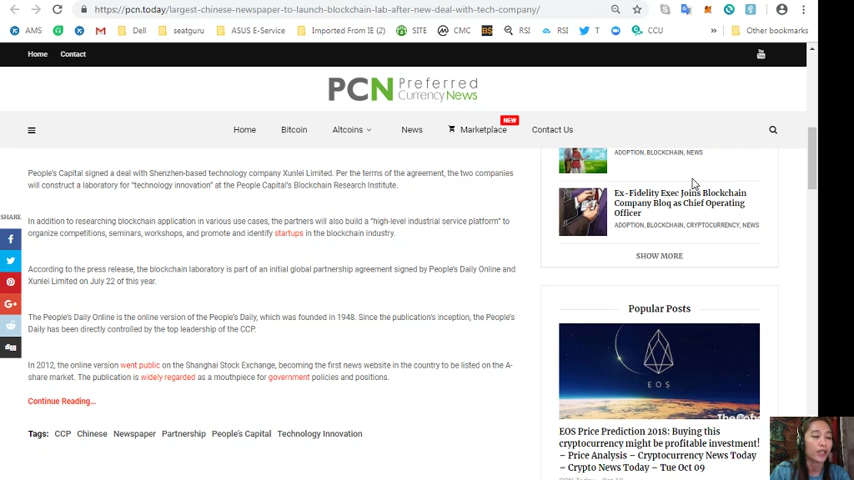 https://pcn.today/largest-chinese-newspaper-to-launch-blockchain-lab-after-new-deal-with-tech-company/
AMS
Dell
seatguru
ASUS E-Service
Imported From IE (2)
SITE
CMC
BS
RSI
RSI
T
CCU
»
Other bookmarks
Home
Contact
PCN Preferred
CurrencyNews
NEW
Home
Bitcoin
Altcoins
News
Marketplace
Contact Us
SHARE
People's Capital signed a deal with Shenzhen-based technology company Xunlei Limited. Per the terms of the agreement, the two companies
will construct a laboratory for "technology innovation" at the People Capital's Blockchain Research Institute.
In addition to researching blockchain application in various use cases, the partners will also build a "high-level industrial service platform" to
organize competitions, seminars, workshops, and promote and identify startups in the blockchain industry.
According to the press release, the blockchain laboratory is part of an initial global partnership agreement signed by People's Daily Online and
Xunlei Limited on July 22 of this year.
The People's Daily Online is the online version of the People's Daily, which was founded in 1948. Since the publication's inception, the People's
Daily has been directly controlled by the top leadership of the CCP.
In 2012, the online version went public on the Shanghai Stock Exchange, becoming the first news website in the country to be listed on the A-
share market. The publication is widely regarded as a mouthpiece for government policies and positions.
Continue Reading...
Tags: CCP Chinese Newspaper Partnership People's Capital Technology Innovation
ADOPTION, BLOCKCHAIN, NEWS
Ex-Fidelity Exec Joins Blockchain
Company Bloq as Chief Operating
Officer
ADOPTION, BLOCKCHAIN, CRYPTOCURRENCY, NEWS
SHOW MORE
Popular Posts
EOS
EOS Price Prediction 2018: Buying this
cryptocurrency might be profitable investment!
– Price Analysis – Cryptocurrency News Today
– Crypto News Today – Tue Oct 09